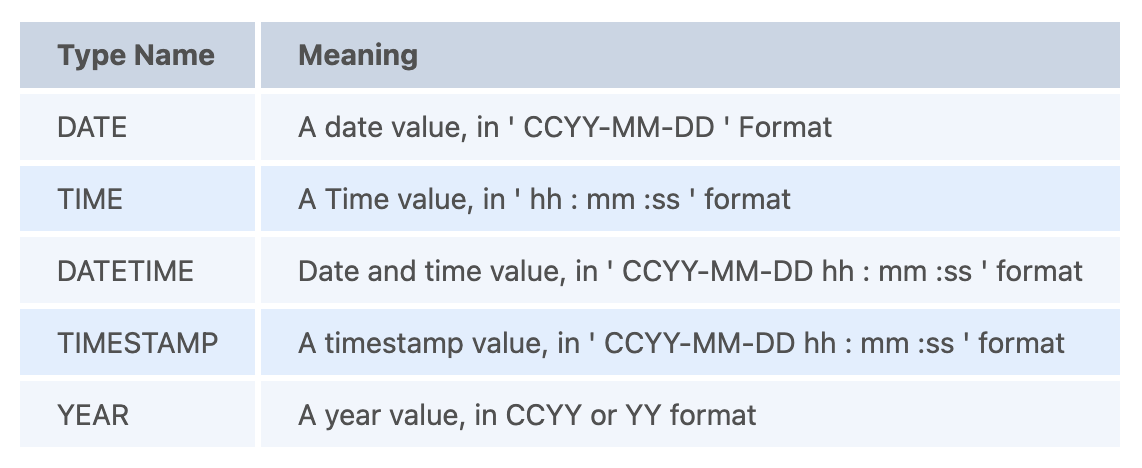 Type Name Meaning
DATE A date value, in ' CCYY-MM-DD ' Format
TIME A Time value, in ' hh : mm :ss ' format
DATETIME Date and time value, in ' CCYY-MM-DD hh : mm :ss ' format
TIMESTAMP A timestamp value, in ' CCYY-MM-DD hh : mm :ss ' format
YEAR A year value, in CCYY or YY format